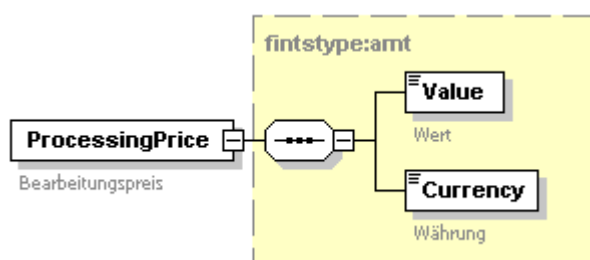 fintstype:amt
Value
Wert
ProcessingPrice
Bearbeitungspreis
Currency
Währung